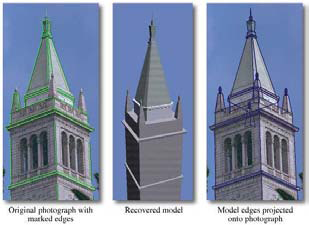 Original photograph with
marked edges
Recovered model
Model edges projected
onto photograph